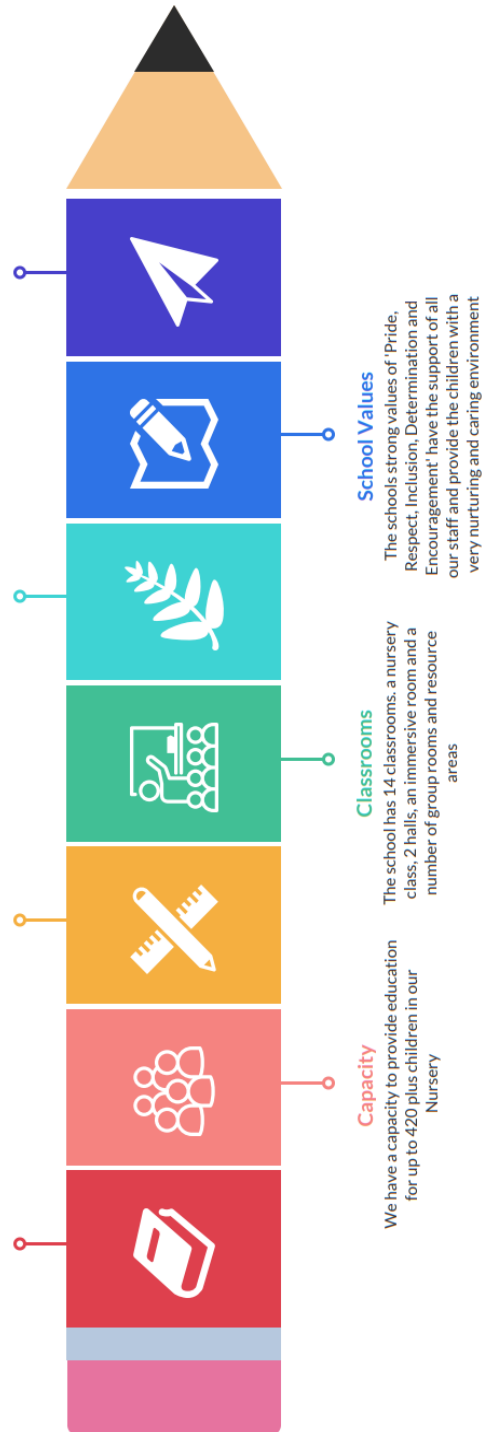 Capacity
We have a capacity to provide education
for up to 420 plus children in our
Nursery
Classrooms
The school has 14 classrooms. a nursery
class, 2 halls, an immersive room and a
number of group rooms and resource
areas
School Values
The schools strong values of 'Pride,
Respect, Inclusion, Determination and
Encouragement' have the support of all
our staff and provide the children with a
very nurturing and caring environment